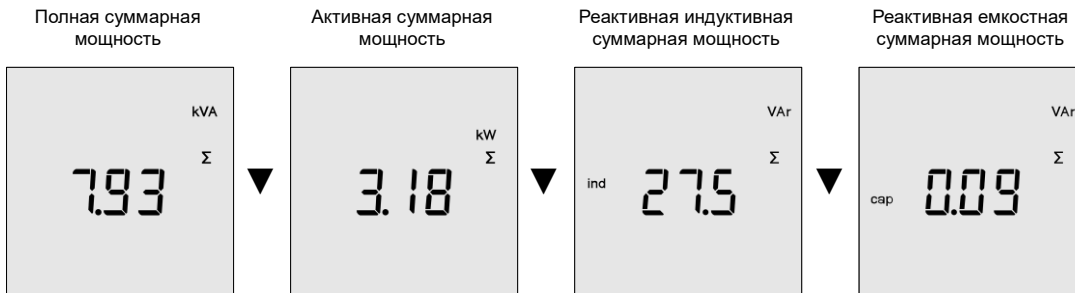 Полная суммарная
мощность
Активная суммарная
мощность
Реактивная индуктивная
суммарная мощность
Реактивная емкостная
суммарная мощность
kVA
Σ
7.93
kW
Σ
3.18
VAr
Σ
ind
27.5
VAr
Σ
cap
0.09